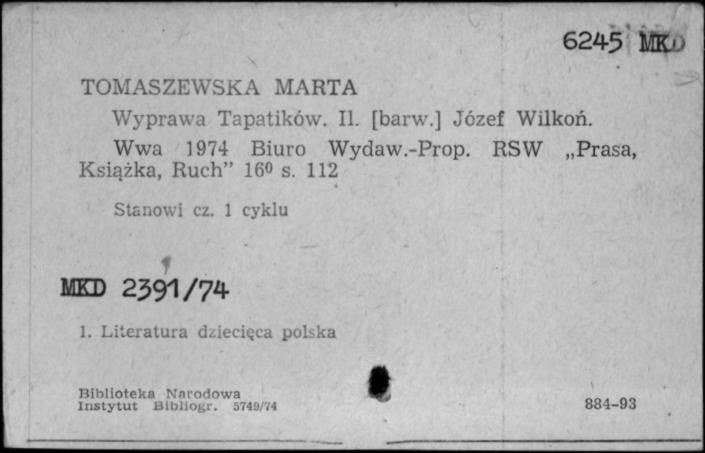 6245 MKD
TOMASZEWSKA MARTA
Wyprawa Tapatików. Il. [barw.] Józef Wilkoń.
Wwa 1974 Biuro Wydaw.-Prop. RSW „Prasa,
Książka, Ruch” 16⁰ s. 112
Stanowi cz. 1 cyklu
MKD 2391/74
1. Literatura dziecięca polska
Biblioteka Narodowa
Instytut Bibliogr. 5749/74
884-93